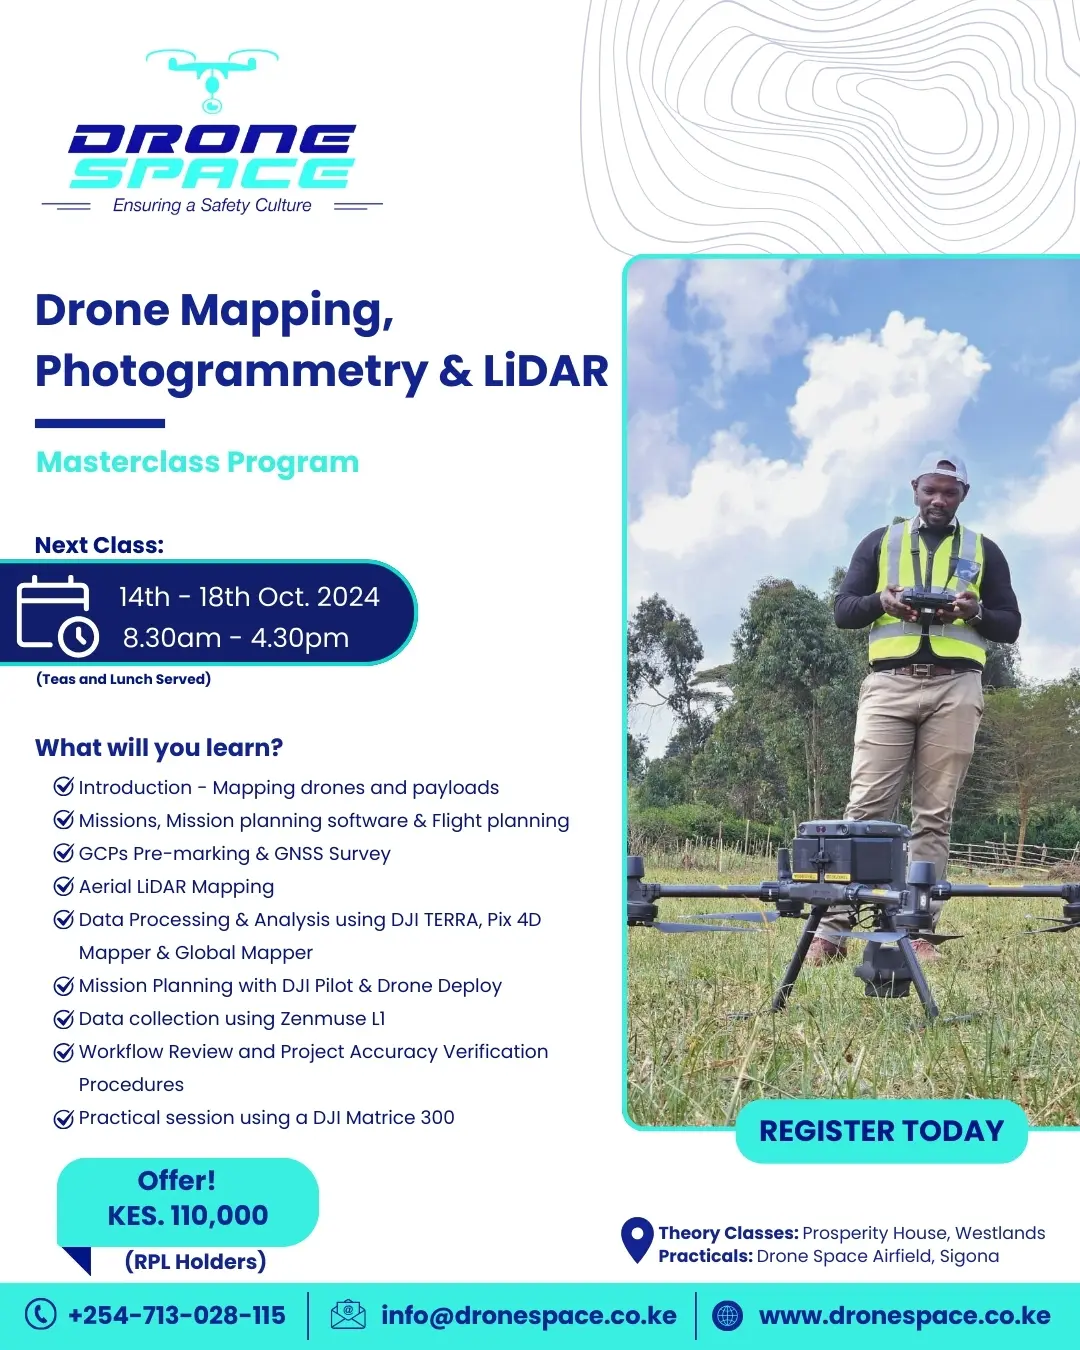 DRONE
SPACE
Ensuring a Safety Culture
Drone Mapping,
Photogrammetry & LiDAR
Masterclass Program
Next Class:
14th - 18th Oct. 2024
8.30am - 4.30pm
(Teas and Lunch Served)
What will you learn?
Introduction - Mapping drones and payloads
Missions, Mission planning software & Flight planning
GCPs Pre-marking & GNSS Survey
Aerial LiDAR Mapping
Data Processing & Analysis using DJI TERRA, Pix 4D
Mapper & Global Mapper
Mission Planning with DJI Pilot & Drone Deploy
Data collection using Zenmuse L1
Workflow Review and Project Accuracy Verification
Procedures
Practical session using a DJI Matrice 300
REGISTER TODAY
Offer!
KES. 110,000
(RPL Holders)
Theory Classes: Prosperity House, Westlands
Practicals: Drone Space Airfield, Sigona
+254-713-028-115
info@dronespace.co.ke
www.dronespace.co.ke